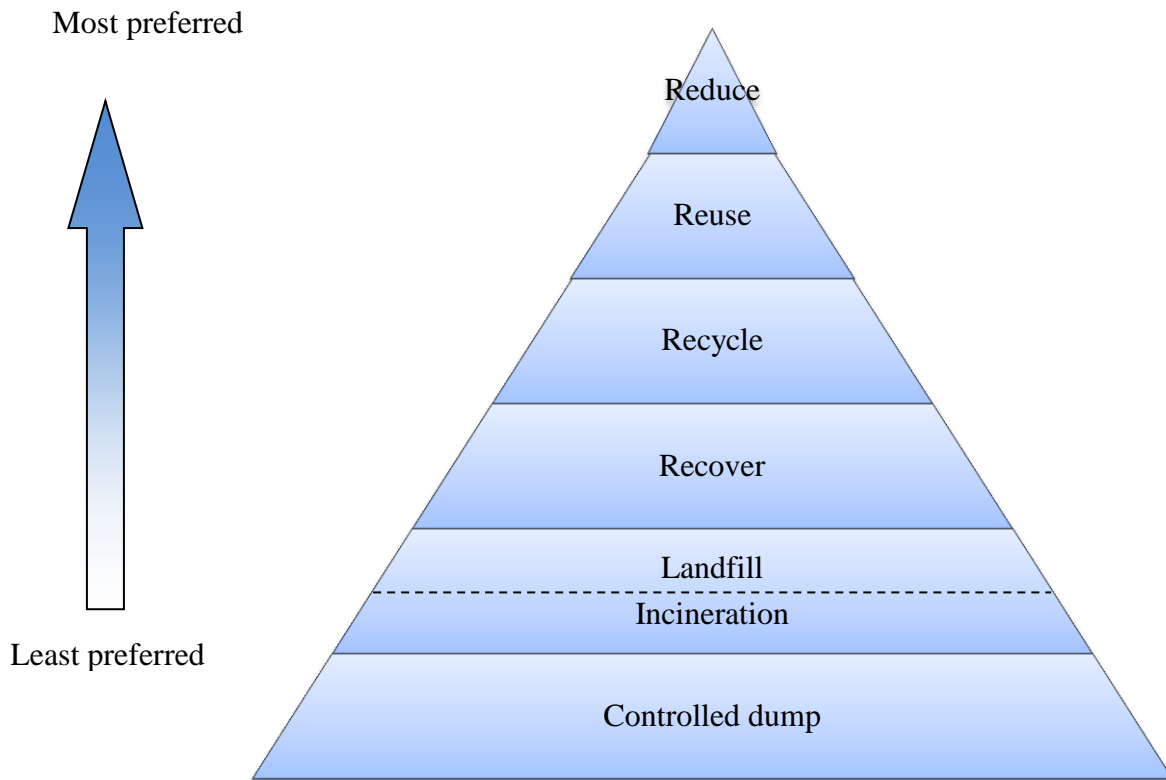 Most preferred
Reduce
Reuse
Recycle
Recover
Landfill
Incineration
Least preferred
Controlled dump